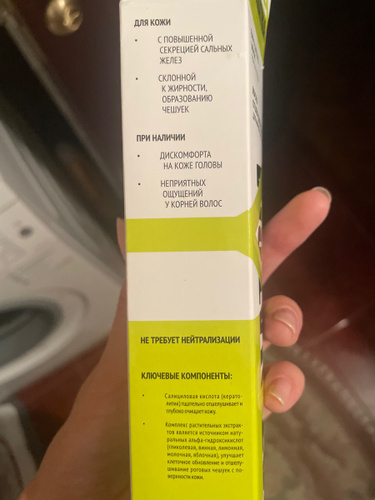 ДЛЯ КОЖИ
• С ПОВЫШЕННОЙ
СЕКРЕЦИЕЙ САЛЬНЫХ
ЖЕЛЕЗ
• СКЛОННОЙ
К ЖИРНОСТИ,
ОБРАЗОВАНИЮ
ЧЕШУЕК
ПРИ НАЛИЧИИ
• ДИСКОМФОРТА
НА КОЖЕ ГОЛОВЫ
• НЕПРИЯТНЫХ
ОЩУЩЕНИЙ
У КОРНЕЙ ВОЛОС
НЕ ТРЕБУЕТ НЕЙТРАЛИЗАЦИИ
КЛЮЧЕВЫЕ КОМПОНЕНТЫ:
• Салициловая кислота (керато-
литик) тщательно отшелушивает и
глубоко очищает кожу.
• Комплекс растительных экстрак-
тов является источником нату-
ральных альфа-гидроксикислот
(гликолевая, винная, лимонная,
молочная, яблочная), улучшает
клеточное обновление и отшелу-
шивание роговых чешуек с по-
верхности кожи.